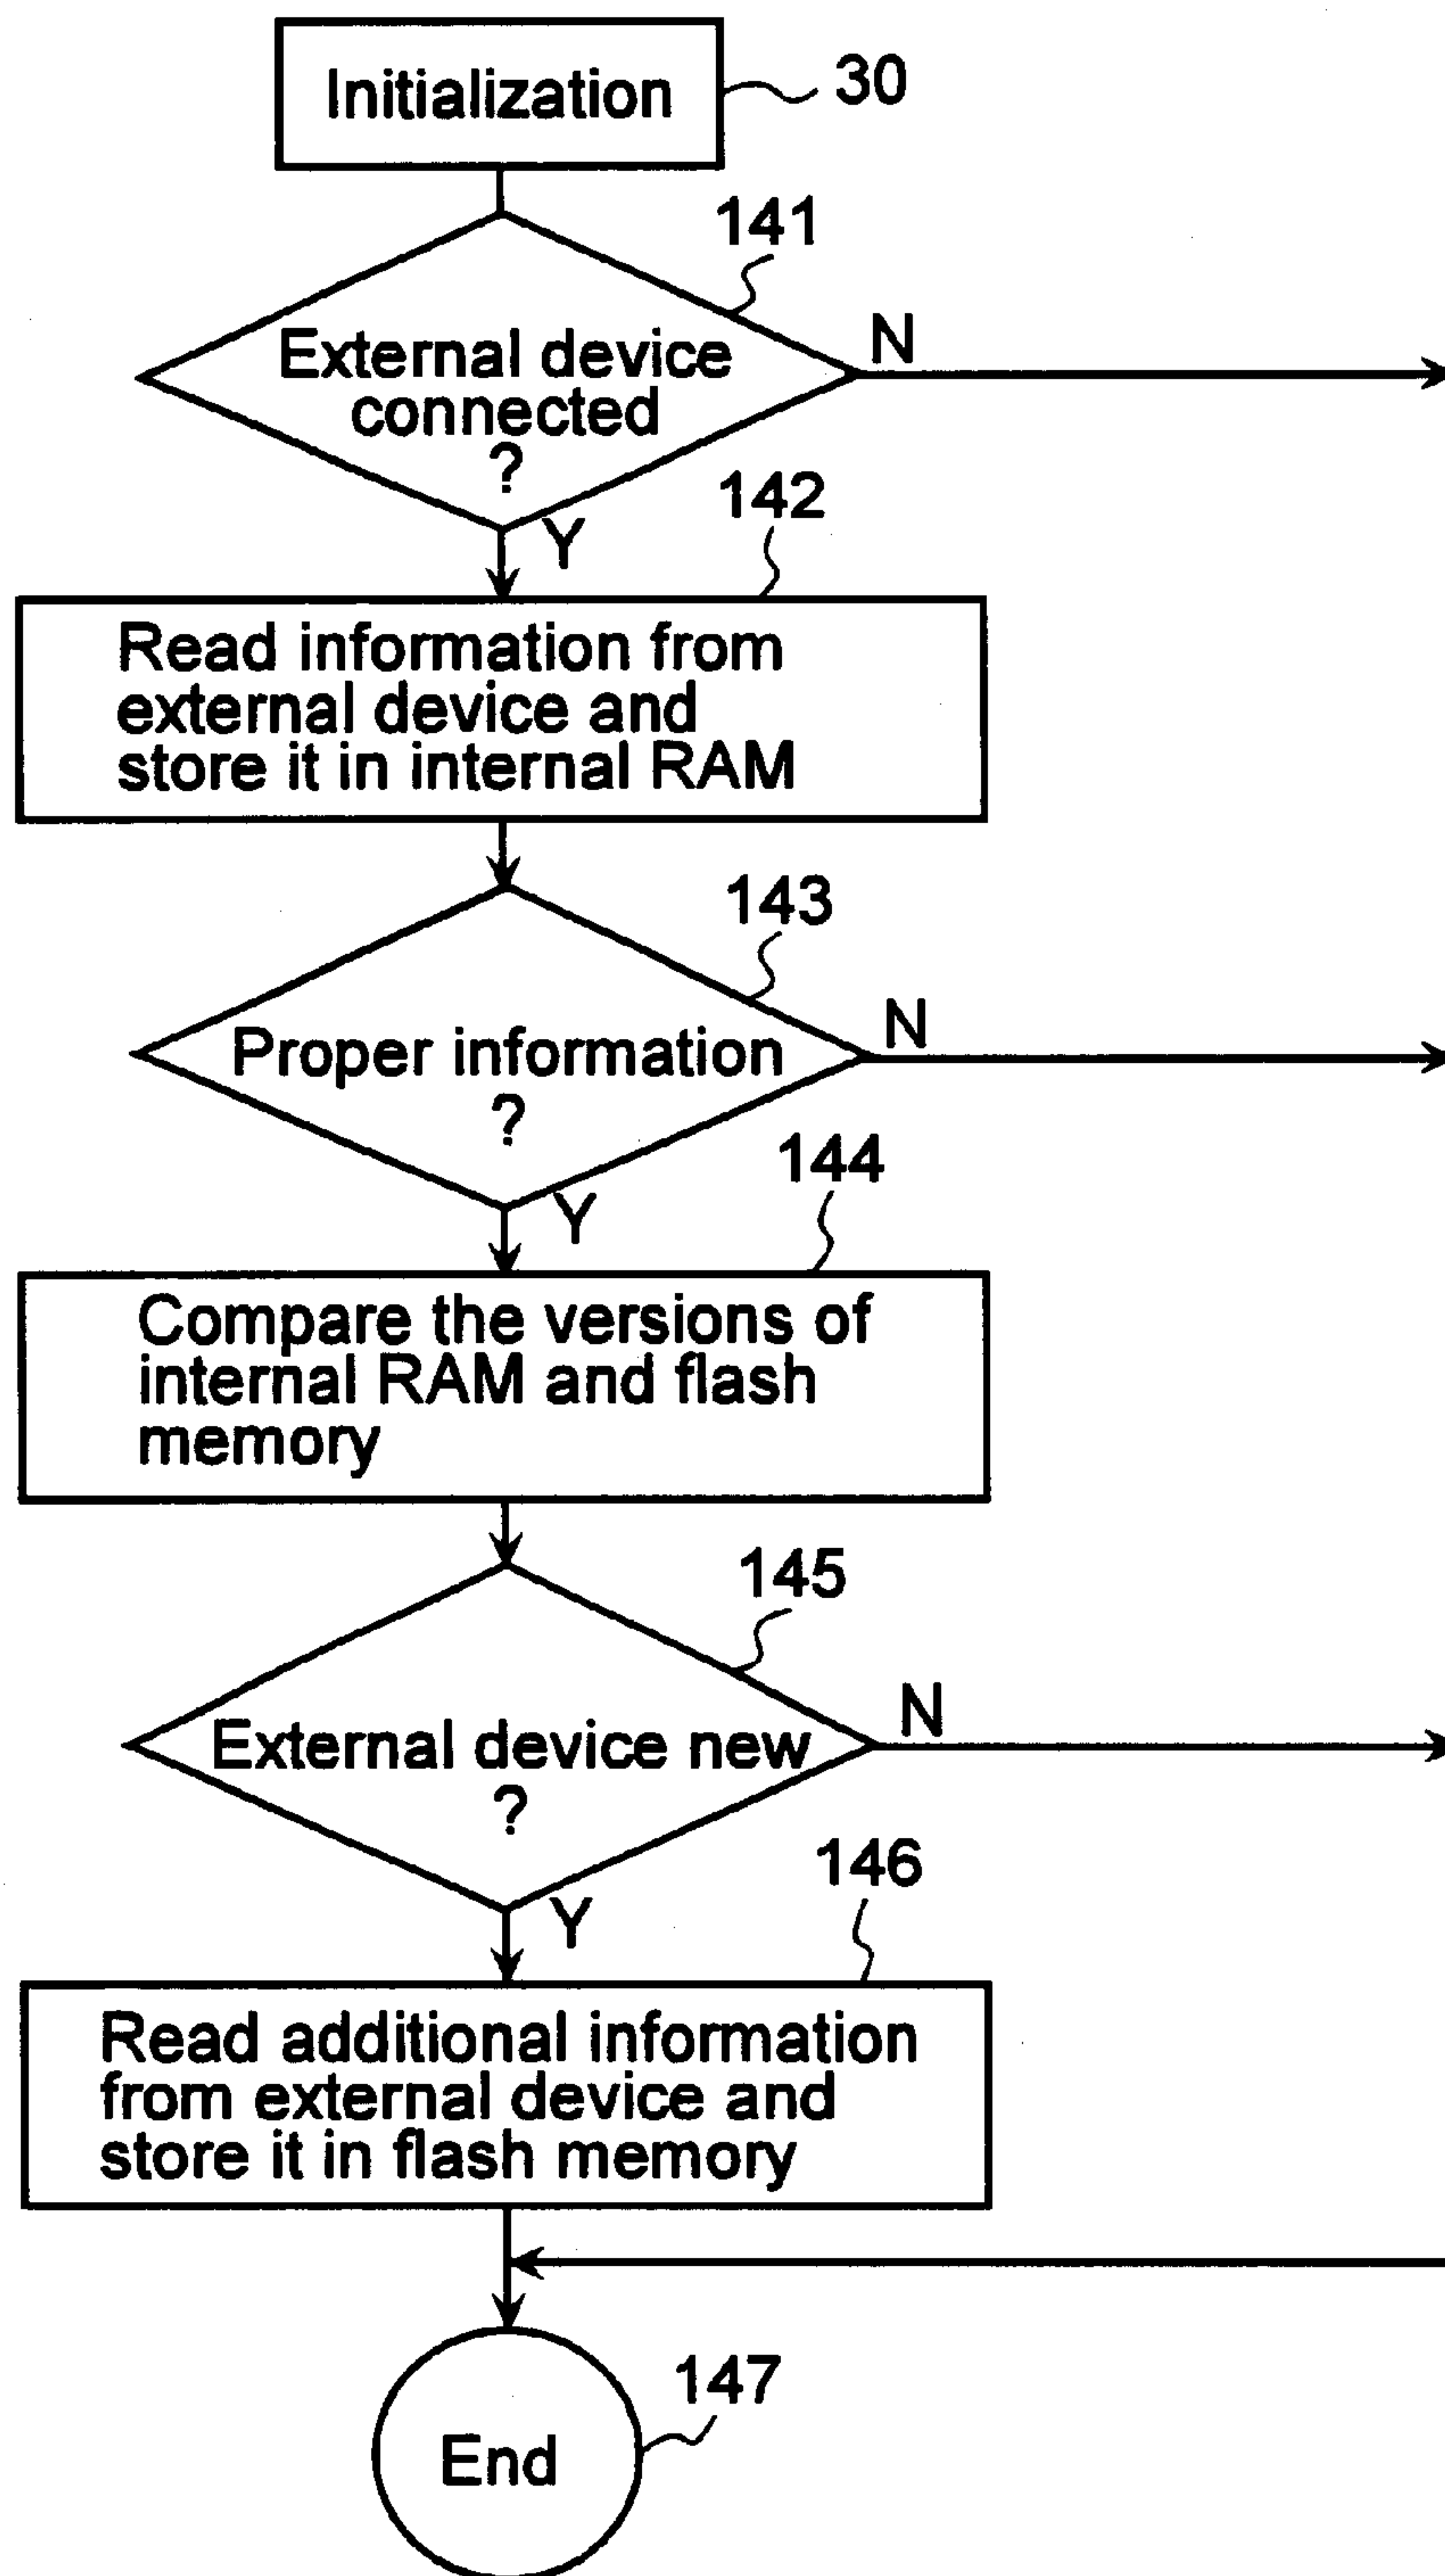 Initialization
30
141
External device
connected
?
N
Y
142
Read information from
external device and
store it in internal RAM
143
Proper information
?
N
Y
144
Compare the versions of
internal RAM and flash
memory
145
External device new
?
N
Y
146
Read additional information
from external device and
store it in flash memory
End
147